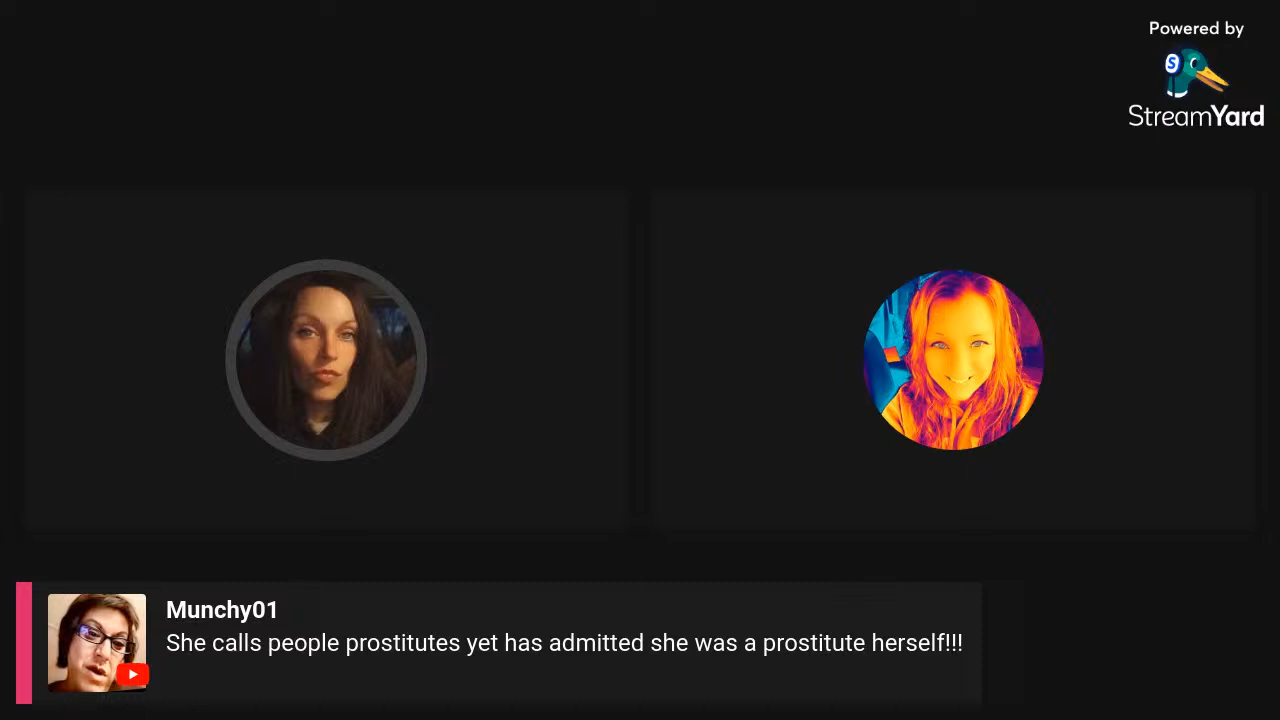 Powered by
S
StreamYard
Munchy01
She calls people prostitutes yet has admitted she was a prostitute herself!!!